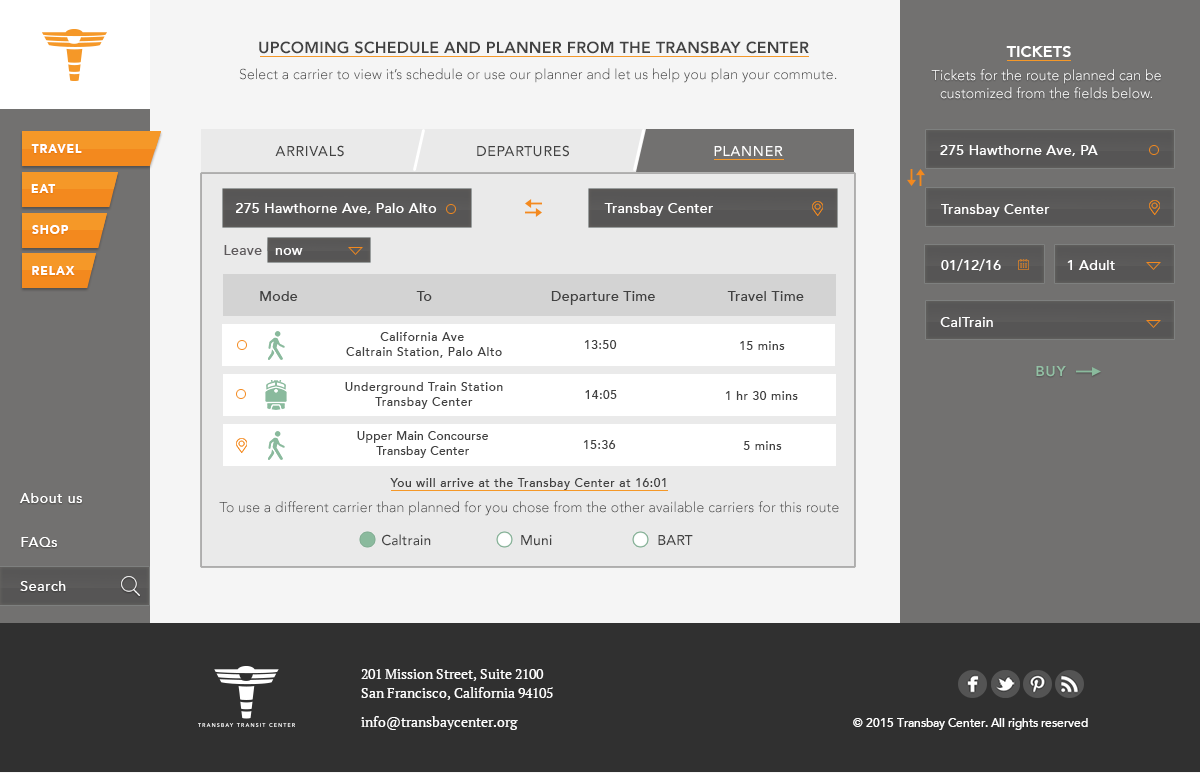 UPCOMING SCHEDULE AND PLANNER FROM THE TRANSBAY CENTER
Select a carrier to view it's schedule or use our planner and let us help you plan your commute.
TRAVEL
EAT
SHOP
RELAX
About us
FAQs
Search
ARRIVALS
DEPARTURES
PLANNER
275 Hawthorne Ave, Palo Alto
Transbay Center
Leave now
Mode To Departure Time Travel Time
California Ave
Caltrain Station, Palo Alto
13:50
15 mins
Underground Train Station
Transbay Center
14:05
1 hr 30 mins
Upper Main Concourse
Transbay Center
15:36
5 mins
You will arrive at the Transbay Center at 16:01
To use a different carrier than planned for you chose from the other available carriers for this route
Caltrain
Muni
BART
TICKETS
Tickets for the route planned can be
customized from the fields below.
275 Hawthorne Ave, PA
Transbay Center
01/12/16
1 Adult
CalTrain
BUY
TRANSBAY TRANSIT CENTER
201 Mission Street, Suite 2100
San Francisco, California 94105
info@transbaycenter.org
© 2015 Transbay Center. All rights reserved